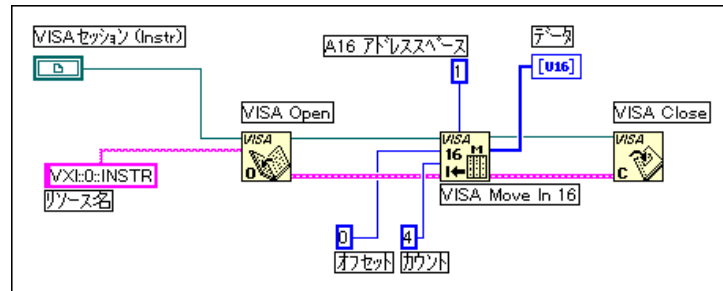 VISAセッション (Instr)
A16 アドレススペース
データ
1
[U16]
VISA Open
VISA Close
VISA
O
VISA
16 M
I←
VISA
C
VXI::0::INSTR
リソース名
VISA Move In 16
0
4
オフセット
カウント